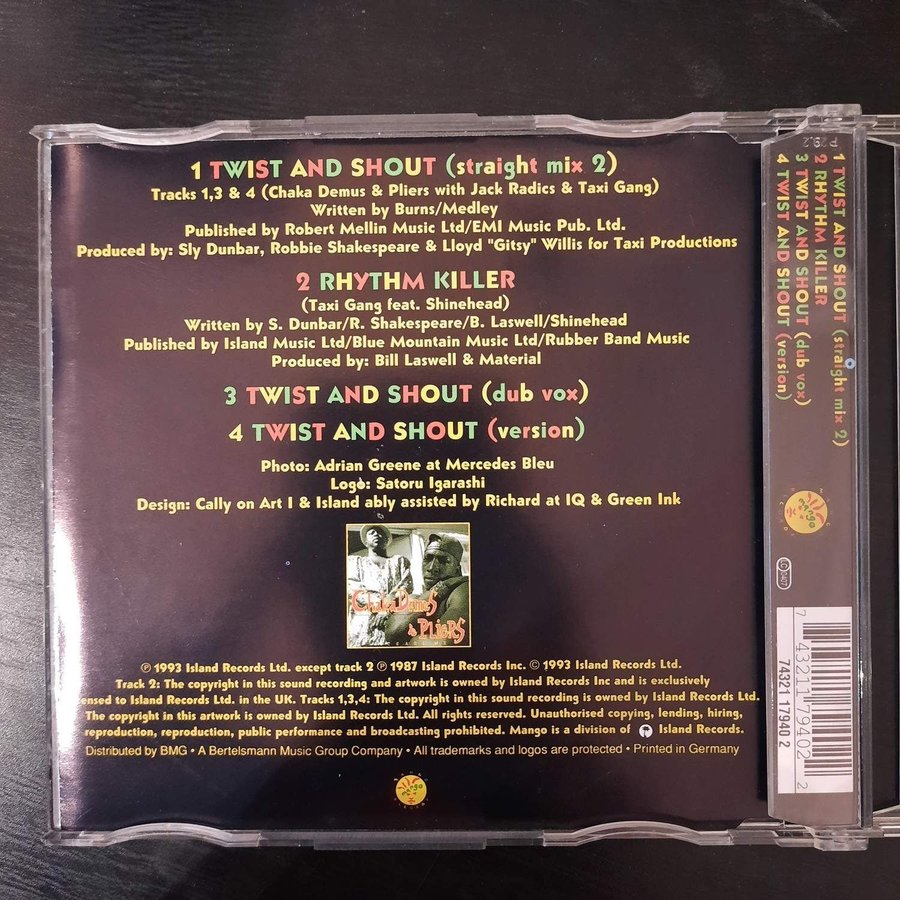 1 TWIST AND SHOUT (straight mix 2)
Tracks 1,3 & 4 (Chaka Demus & Pliers with Jack Radics & Taxi Gang)
Written by Burns/Medley
Published by Robert Mellin Music Ltd/EMI Music Pub. Ltd.
Produced by: Sly Dunbar, Robbie Shakespeare & Lloyd "Gitsy" Willis for Taxi Productions
2 RHYTHM KILLER
(Taxi Gang feat. Shinehead)
Written by S. Dunbar/R. Shakespeare/B. Laswell/Shinehead
Published by Island Music Ltd/Blue Mountain Music Ltd/Rubber Band Music
Produced by: Bill Laswell & Material
3 TWIST AND SHOUT (dub vox)
4 TWIST AND SHOUT (version)
Photo: Adrian Greene at Mercedes Bleu
Logo: Satoru Igarashi
Design: Cally on Art I & Island ably assisted by Richard at IQ & Green Ink
Chaka Demus
& PLieRS
℗ 1993 Island Records Ltd. except track 2 ℗ 1987 Island Records Inc. © 1993 Island Records Ltd.
Track 2: The copyright in this sound recording and artwork is owned by Island Records Inc and is exclusively
ensed to Island Records Ltd. in the UK. Tracks 1,3,4: The copyright in this sound recording is owned by Island Records Ltd.
The copyright in this artwork is owned by Island Records Ltd. All rights reserved. Unauthorised copying, lending, hiring,
reproduction, reproduction, public performance and broadcasting prohibited. Mango is a division of Island Records.
Distributed by BMG • A Bertelsmann Music Group Company • All trademarks and logos are protected • Printed in Germany
mango
P 29.2
1 TWIST AND SHOUT (straight mix 2)
2 RHYTHM KILLER
3 TWIST AND SHOUT (dub vox)
4 TWIST AND SHOUT (version)
mango
LC 0407
7 43211 79402 2
74321 17940 2